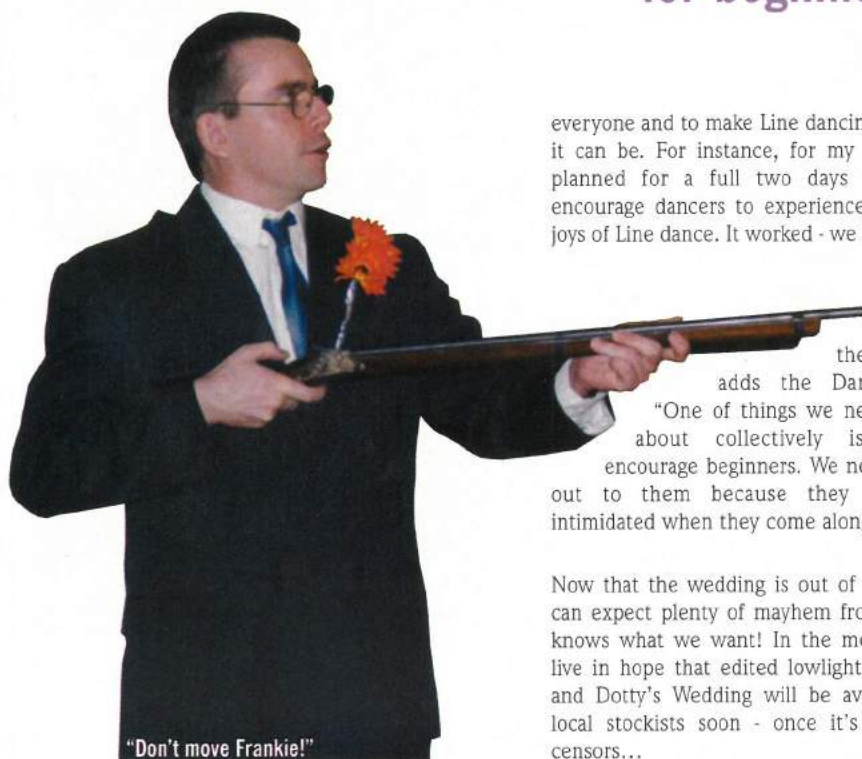 for
everyone and to make Line dancin
it can be. For instance, for my
planned for a full two days
encourage dancers to experience
joys of Line dance. It worked - we
the
adds the Dar
"One of things we ne
about collectively is
encourage beginners. We ne
out to them because they
intimidated when they come alon
Now that the wedding is out of
can expect plenty of mayhem fro
knows what we want! In the me
live in hope that edited lowlight
and Dotty's Wedding will be av
local stockists soon - once it's
censors...
"Don't move Frankie!"